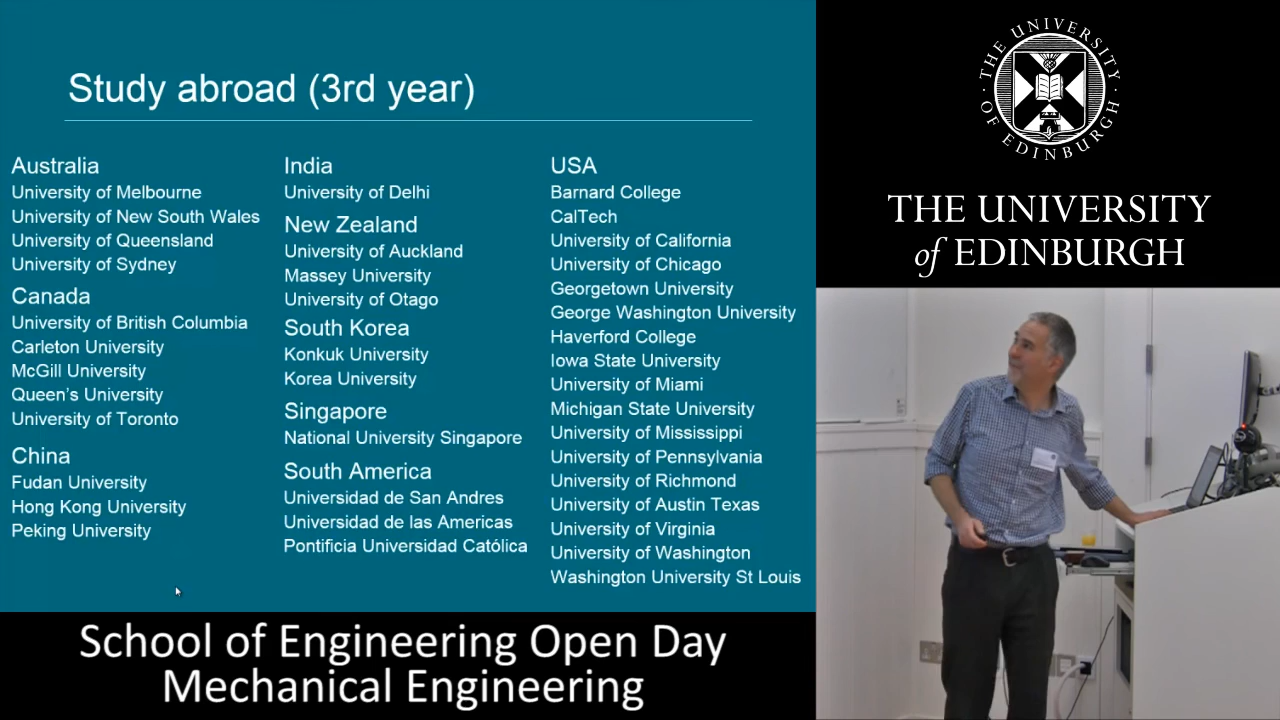 Study abroad (3rd year)
Australia
University of Melbourne
University of New South Wales
University of Queensland
University of Sydney
Canada
University of British Columbia
Carleton University
McGill University
Queen's University
University of Toronto
China
Fudan University
Hong Kong University
Peking University
India
University of Delhi
New Zealand
University of Auckland
Massey University
University of Otago
South Korea
Konkuk University
Korea University
Singapore
National University Singapore
South America
Universidad de San Andres
Universidad de las Americas
Pontificia Universidad Católica
USA
Barnard College
CalTech
University of California
University of Chicago
Georgetown University
George Washington University
Haverford College
Iowa State University
University of Miami
Michigan State University
University of Mississippi
University of Pennsylvania
University of Richmond
University of Austin Texas
University of Virginia
University of Washington
Washington University St Louis
School of Engineering Open Day
Mechanical Engineering
THE UNIVERSITY
OF EDINBURGH
THE UNIVERSITY
of EDINBURGH